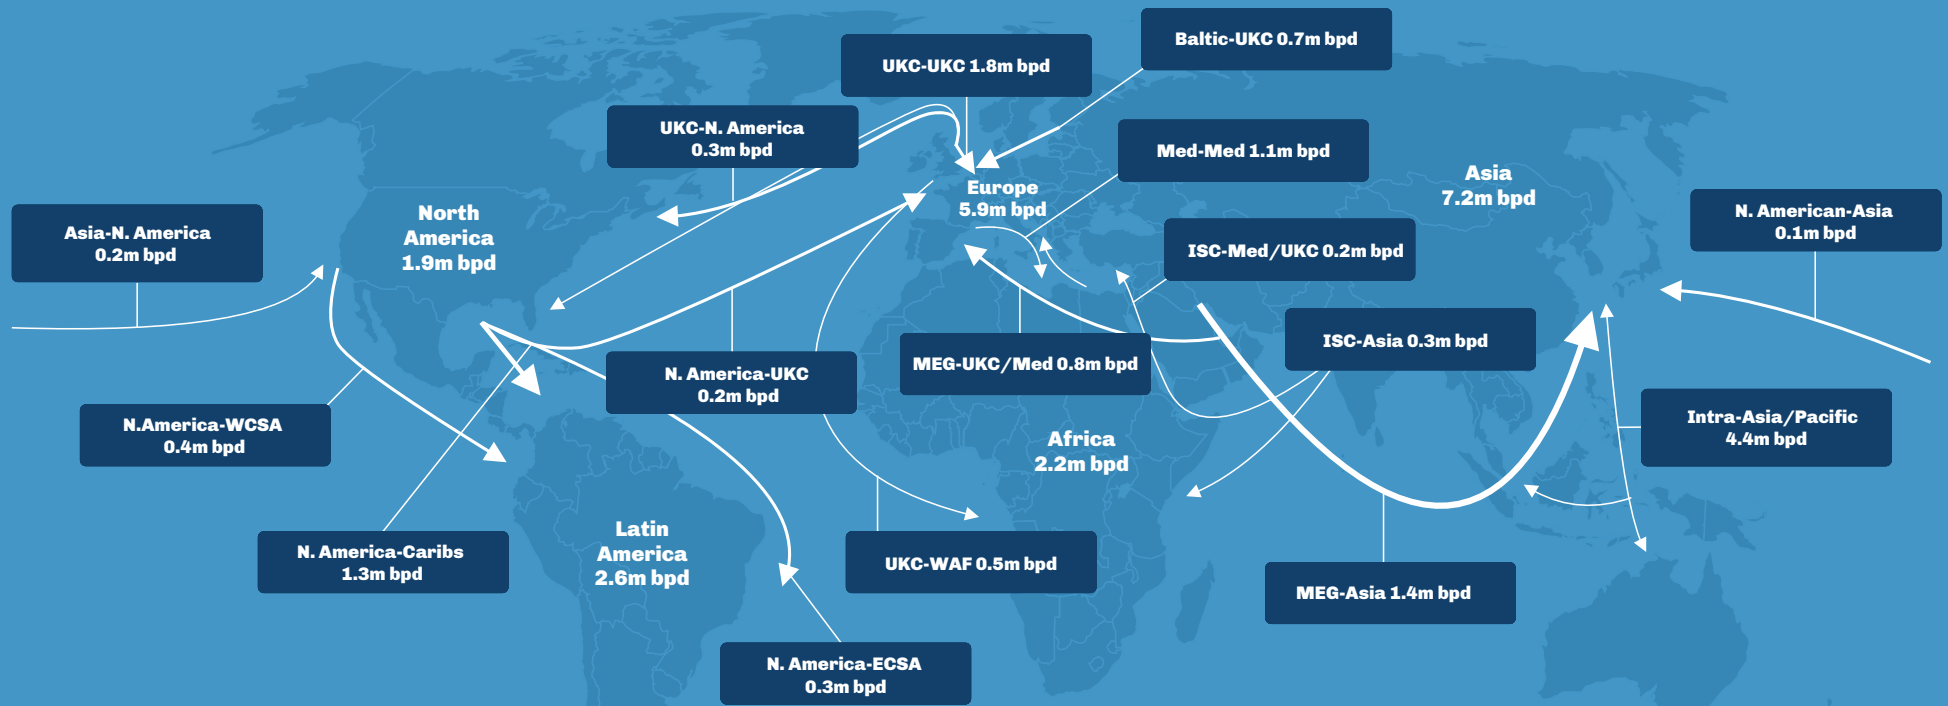 Baltic-UKC 0.7m bpd
UKC-UKC 1.8m bpd
UKC-N. America
0.3m bpd
Med-Med 1.1m bpd
Asia
7.2m bpd
Europe
5.9m bpd
North
America
1.9m bpd
Asia-N. America
0.2m bpd
N. American-Asia
0.1m bpd
ISC-Med/UKC 0.2m bpd
ISC-Asia 0.3m bpd
MEG-UKC/Med 0.8m bpd
N. America-UKC
0.2m bpd
N.America-WCSA
0.4m bpd
Intra-Asia/Pacific
4.4m bpd
Africa
2.2m bpd
Latin
America
2.6m bpd
N. America-Caribs
1.3m bpd
UKC-WAF 0.5m bpd
MEG-Asia 1.4m bpd
N. America-ECSA
0.3m bpd